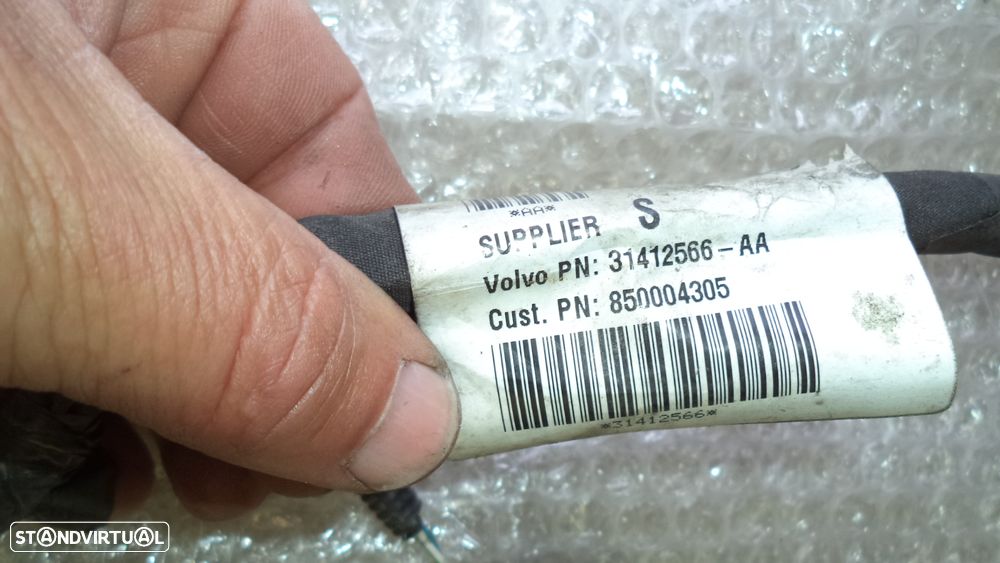 *AA*
SUPPLIER S
Volvo PN: 31412566-AA
Cust. PN: 850004305
*31412566*
STANDVIRTUAL